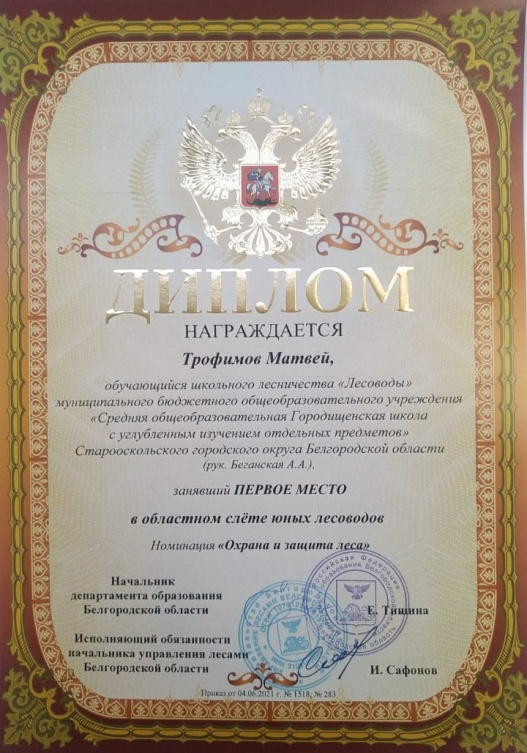 ДИПЛОМ
НАГРАЖДАЕТСЯ
Трофимов Матвей,
обучающийся школьного лесничества «Лесоводы»
муниципального бюджетного общеобразовательного учреждения
«Средняя общеобразовательная Городищенская школа
с углубленным изучением отдельных предметов»
Старооскольского городского округа Белгородской области
(рук. Беганская А.А.),
занявший ПЕРВОЕ МЕСТО
в областном слёте юных лесоводов
Номинация «Охрана и защита леса»
Начальник
департамента образования
Белгородской области
Е. Тишина
Исполняющий обязанности
начальника управления лесами
Белгородской области
И. Сафонов
Приказ от 04.06.2021 г. № 1518, № 283
Российская Федерация